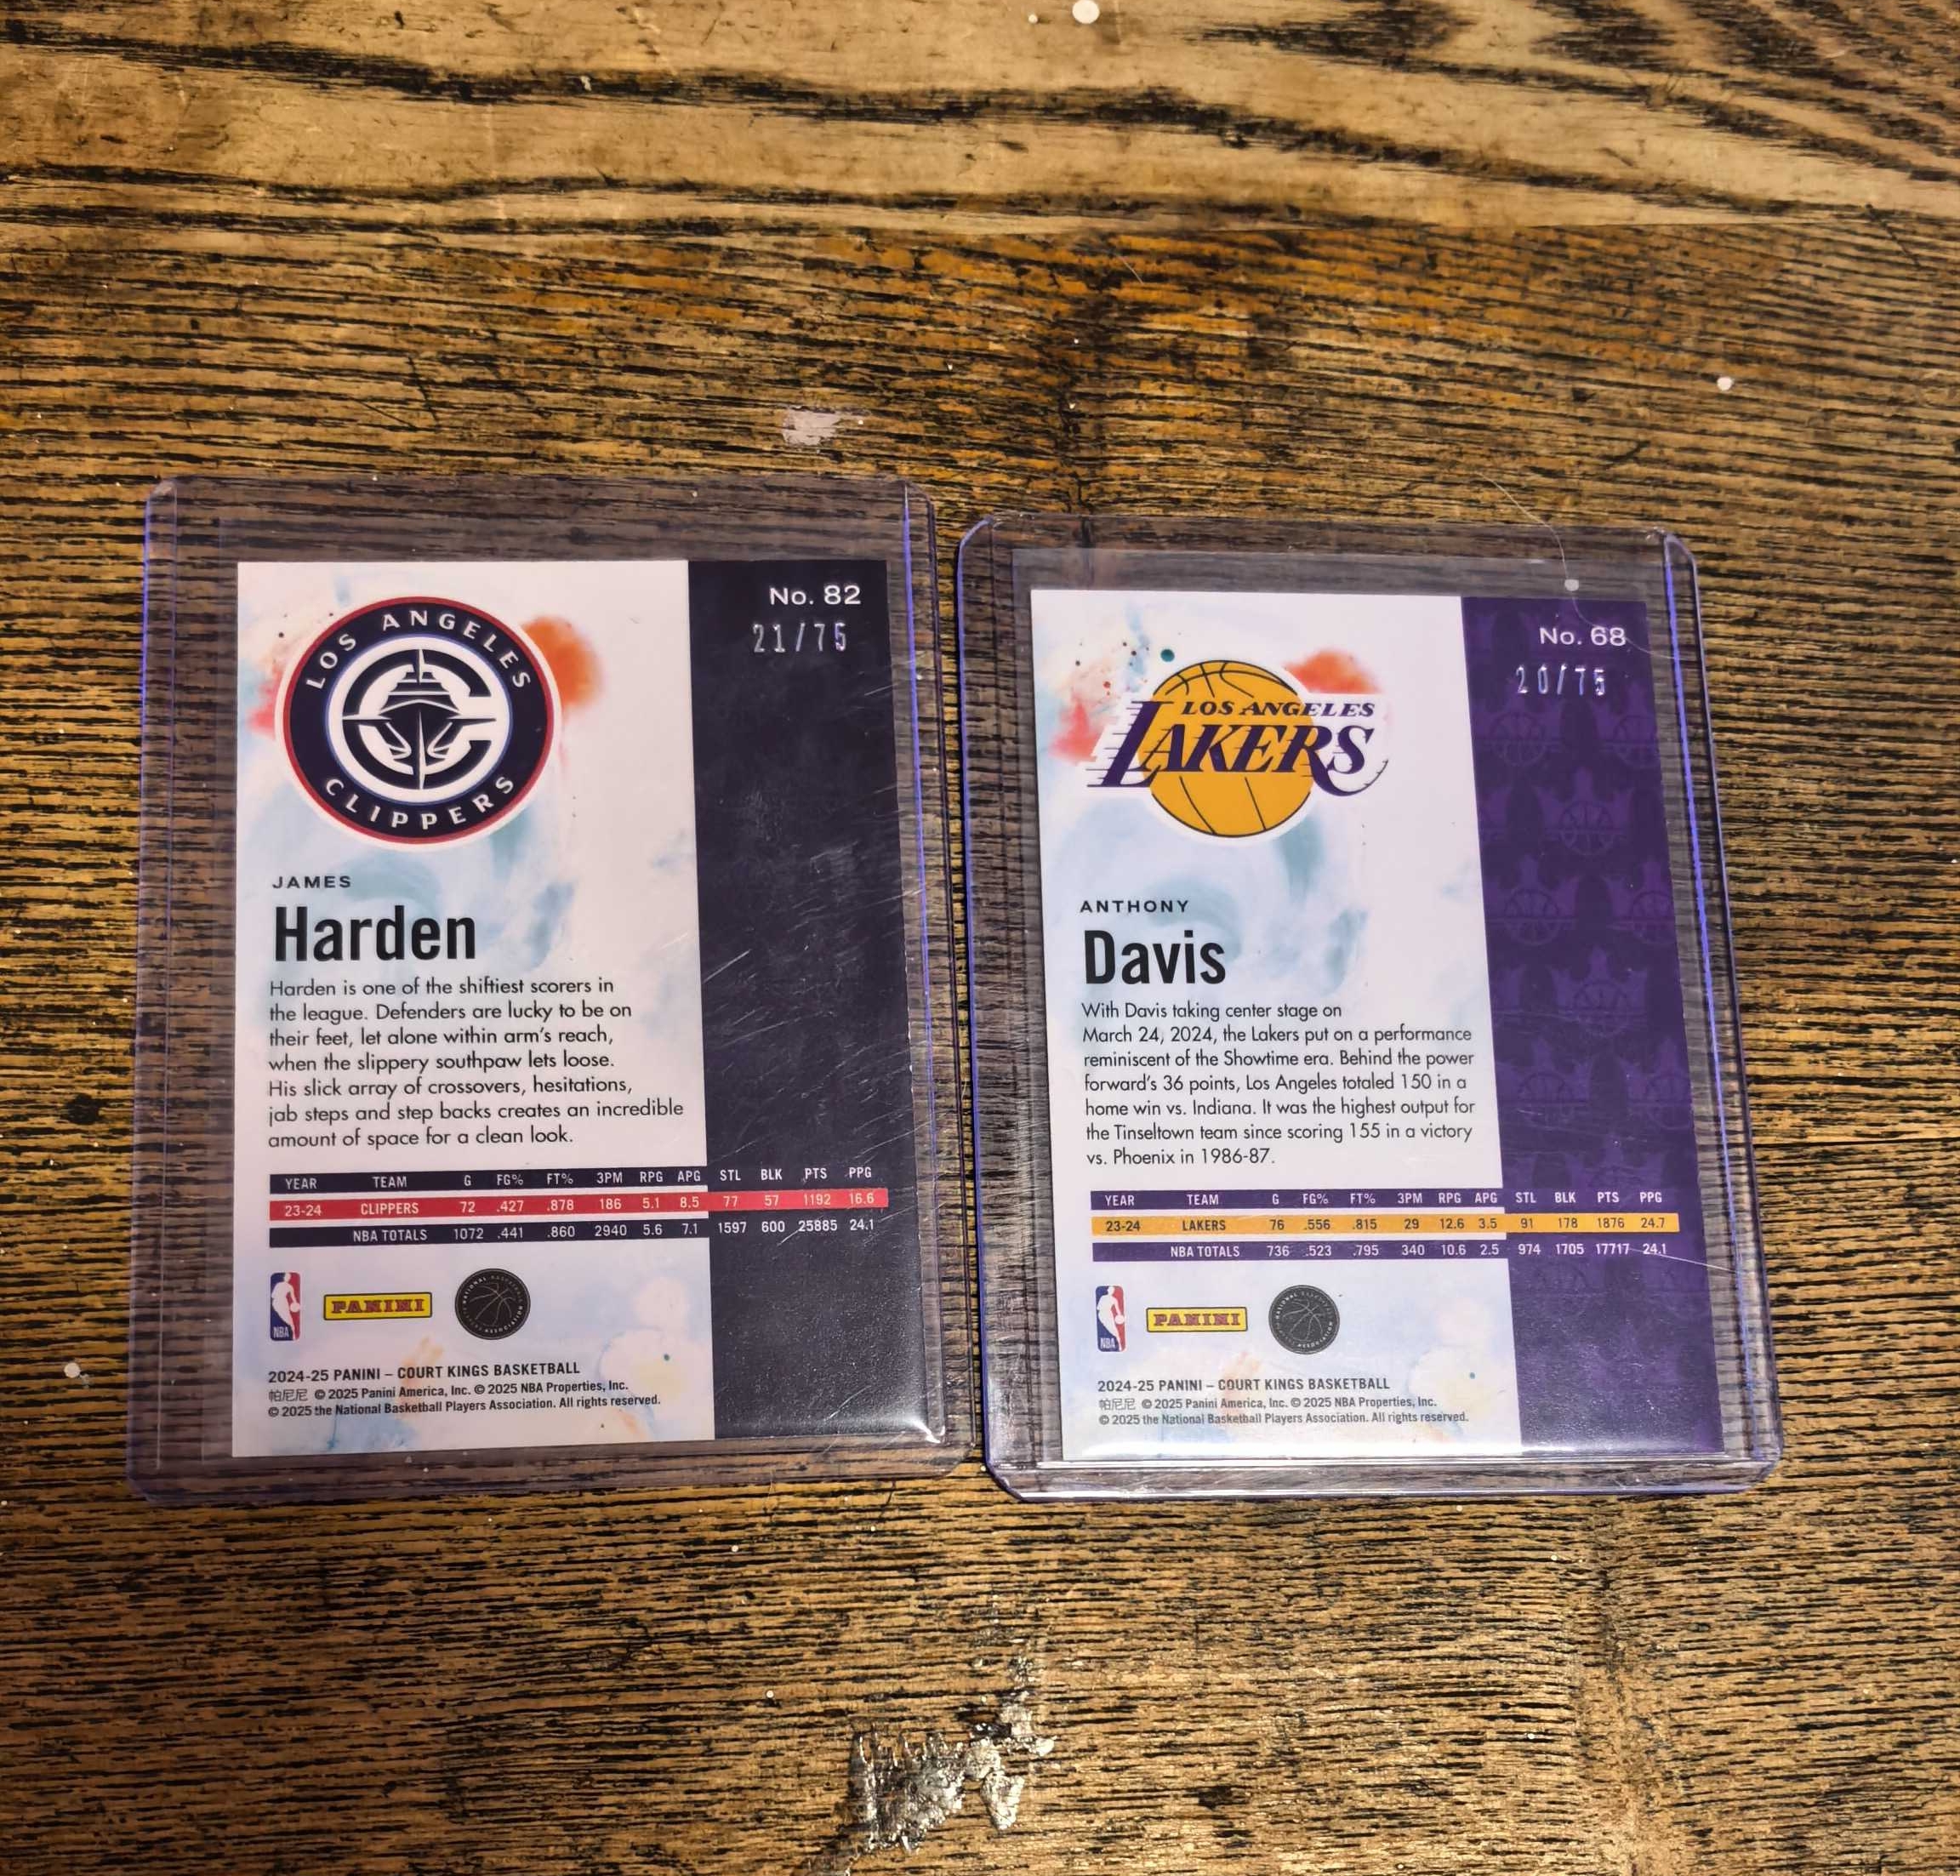 LOS ANGELES
CLIPPERS
No. 82
21/75
JAMES
Harden
Harden is one of the shiftiest scorers in
the league. Defenders are lucky to be on
their feet, let alone within arm's reach,
when the slippery southpaw lets loose.
His slick array of crossovers, hesitations,
jab steps and step backs creates an incredible
amount of space for a clean look.
YEAR TEAM G FG% FT% 3PM RPG APG STL BLK PTS PPG
23-24 CLIPPERS 72 .427 .878 186 5.1 8.5 77 57 1192 16.6
NBA TOTALS 1072 .441 .860 2940 5.6 7.1 1597 600 25885 24.1
NBA
PANINI
NATIONAL BASKETBALL
ASSOCIATION
2024-25 PANINI – COURT KINGS BASKETBALL
帕尼尼 © 2025 Panini America, Inc. © 2025 NBA Properties, Inc.
© 2025 the National Basketball Players Association. All rights reserved.
LOS ANGELES
LAKERS
No. 68
20/75
ANTHONY
Davis
With Davis taking center stage on
March 24, 2024, the Lakers put on a performance
reminiscent of the Showtime era. Behind the power
forward's 36 points, Los Angeles totaled 150 in a
home win vs. Indiana. It was the highest output for
the Tinseltown team since scoring 155 in a victory
vs. Phoenix in 1986-87.
YEAR TEAM G FG% FT% 3PM RPG APG STL BLK PTS PPG
23-24 LAKERS 76 .556 .815 29 12.6 3.5 91 178 1876 24.7
NBA TOTALS 736 .523 .795 340 10.6 2.5 974 1705 17717 24.1
NBA
PANINI
NATIONAL BASKETBALL
ASSOCIATION
2024-25 PANINI – COURT KINGS BASKETBALL
帕尼尼 © 2025 Panini America, Inc. © 2025 NBA Properties, Inc.
© 2025 the National Basketball Players Association. All rights reserved.